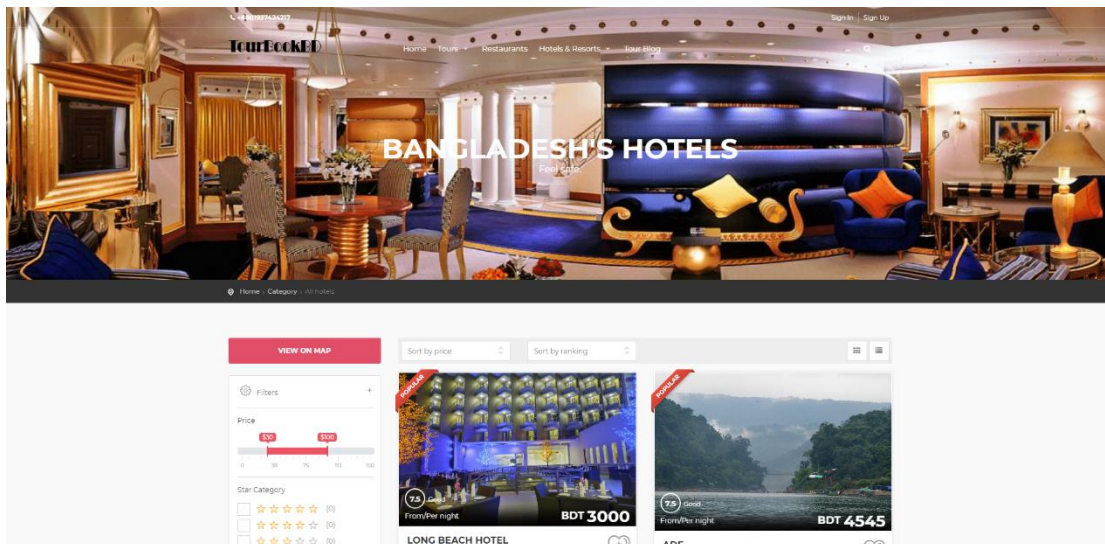 Sign In Sign Up
TourBookBD
Home Tours Restaurants Hotels & Resorts Tour Blog
BANGLADESH'S HOTELS
Feel safe.
Home Category All hotels
VIEW ON MAP
Sort by price Sort by ranking
Filters +
Price
$30 $100
0
Star Category
(0)
(0)
(0)
POPULAR
7.5 Good
From/Per night BDT 3000
LONG BEACH HOTEL
POPULAR
7.5 Good
From/Per night BDT 4545